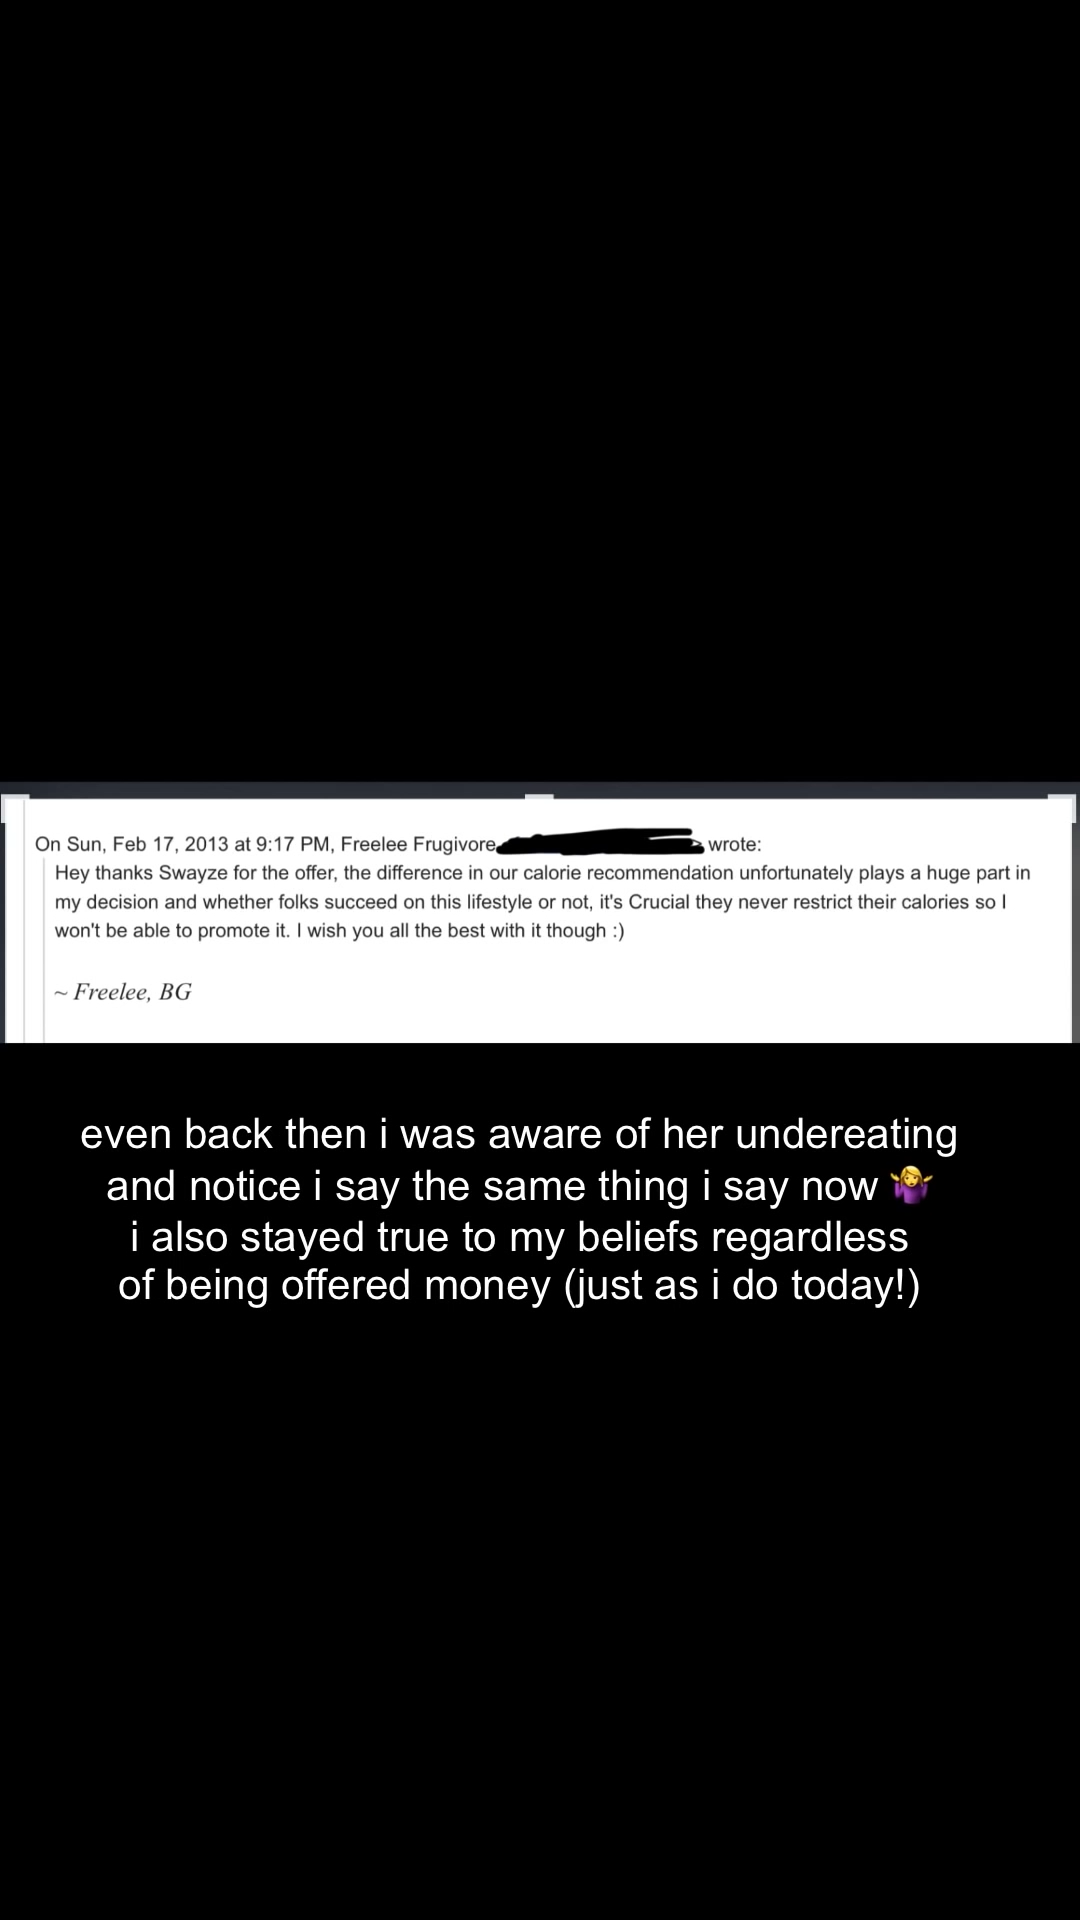 On Sun, Feb 17, 2013 at 9:17 PM, Freelee Frugivore wrote:
Hey thanks Swayze for the offer, the difference in our calorie recommendation unfortunately plays a huge part in
my decision and whether folks succeed on this lifestyle or not, it's Crucial they never restrict their calories so I
won't be able to promote it. I wish you all the best with it though :)
~ Freelee, BG
even back then i was aware of her undereating
and notice i say the same thing i say now 🤷‍♀️
i also stayed true to my beliefs regardless
of being offered money (just as i do today!)